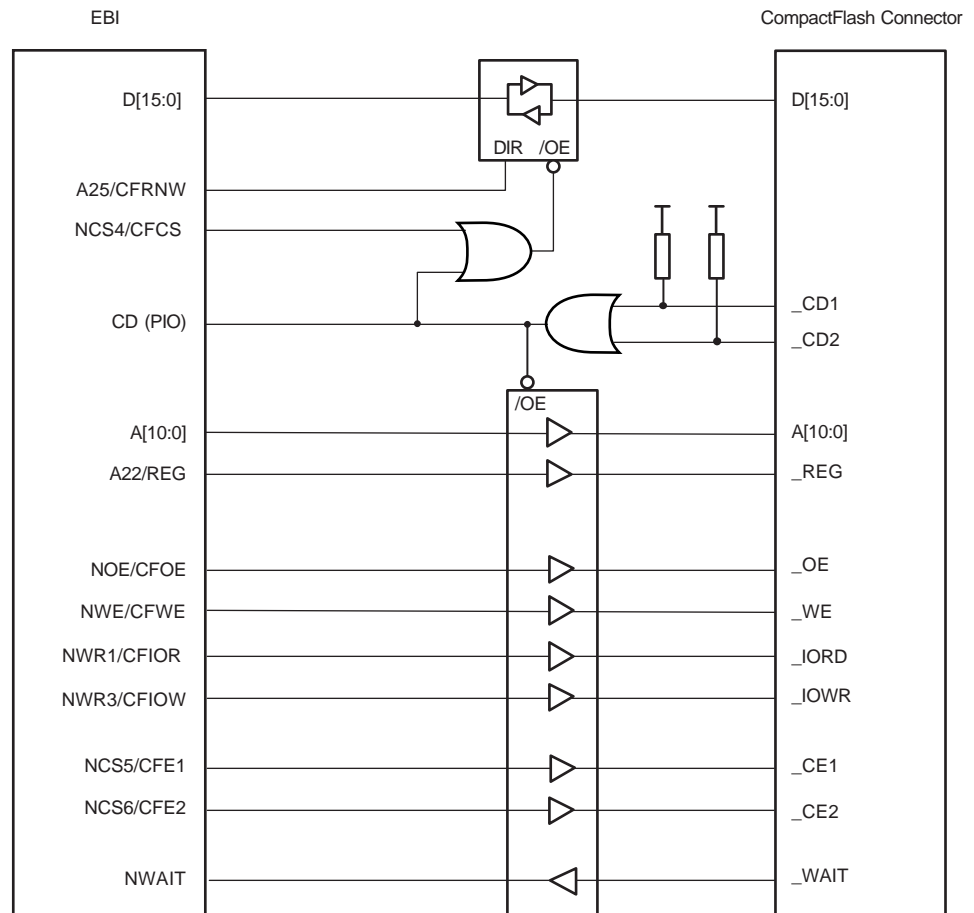 EBI CompactFlash Connector
D[15:0] D[15:0]
DIR /OE
A25/CFRNW
NCS4/CFCS
_CD1
CD (PIO)
_CD2
/OE
A[10:0] A[10:0]
A22/REG _REG
NOE/CFOE _OE
NWE/CFWE _WE
NWR1/CFIOR _IORD
NWR3/CFIOW _IOWR
NCS5/CFE1 _CE1
NCS6/CFE2 _CE2
NWAIT _WAIT